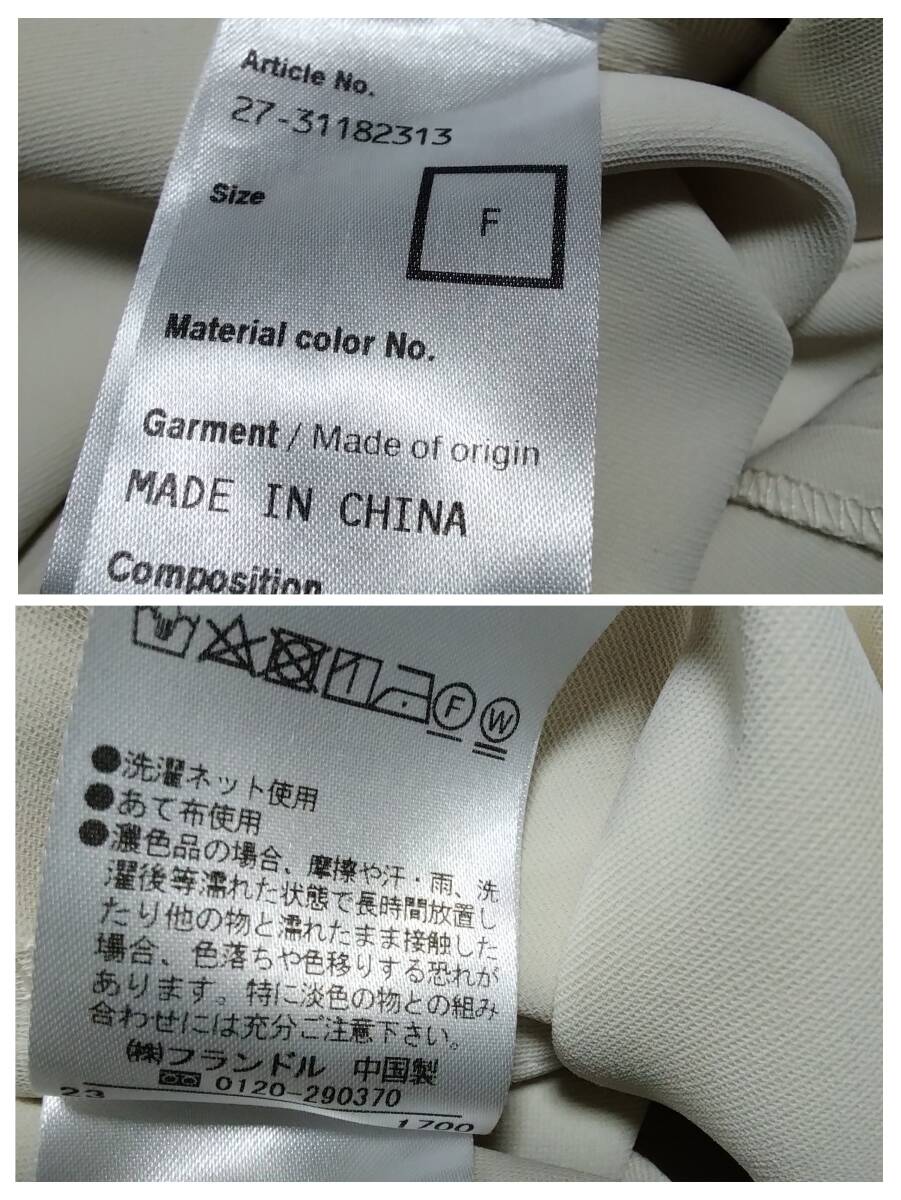 Article No.
27-31182313
Size
F
Material color No.
Garment / Made of origin
MADE IN CHINA
Composition
F W
●洗濯ネット使用
●あて布使用
●濃色品の場合、摩擦や汗・雨、洗
濯後等濡れた状態で長時間放置し
たり他の物と濡れたまま接触した
場合、色落ちや色移りする恐れが
あります。特に淡色の物との組み
合わせには充分ご注意下さい。
㈱フランドル 中国製
0120-290370
23 1700